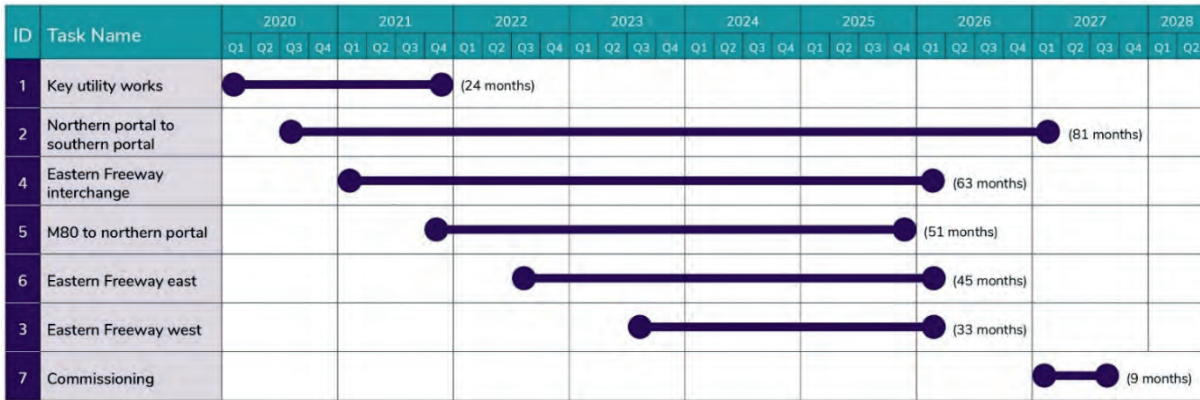 ID Task Name 2020 2021 2022 2023 2024 2025 2026 2027 2028
Q1 Q2 Q3 Q4 Q1 Q2 Q3 Q4 Q1 Q2 Q3 Q4 Q1 Q2 Q3 Q4 Q1 Q2 Q3 Q4 Q1 Q2 Q3 Q4 Q1 Q2 Q3 Q4 Q1 Q2 Q3 Q4 Q1 Q2
1 Key utility works (24 months)
2 Northern portal to
southern portal (81 months)
4 Eastern Freeway
interchange (63 months)
5 M80 to northern portal (51 months)
6 Eastern Freeway east (45 months)
3 Eastern Freeway west (33 months)
7 Commissioning (9 months)